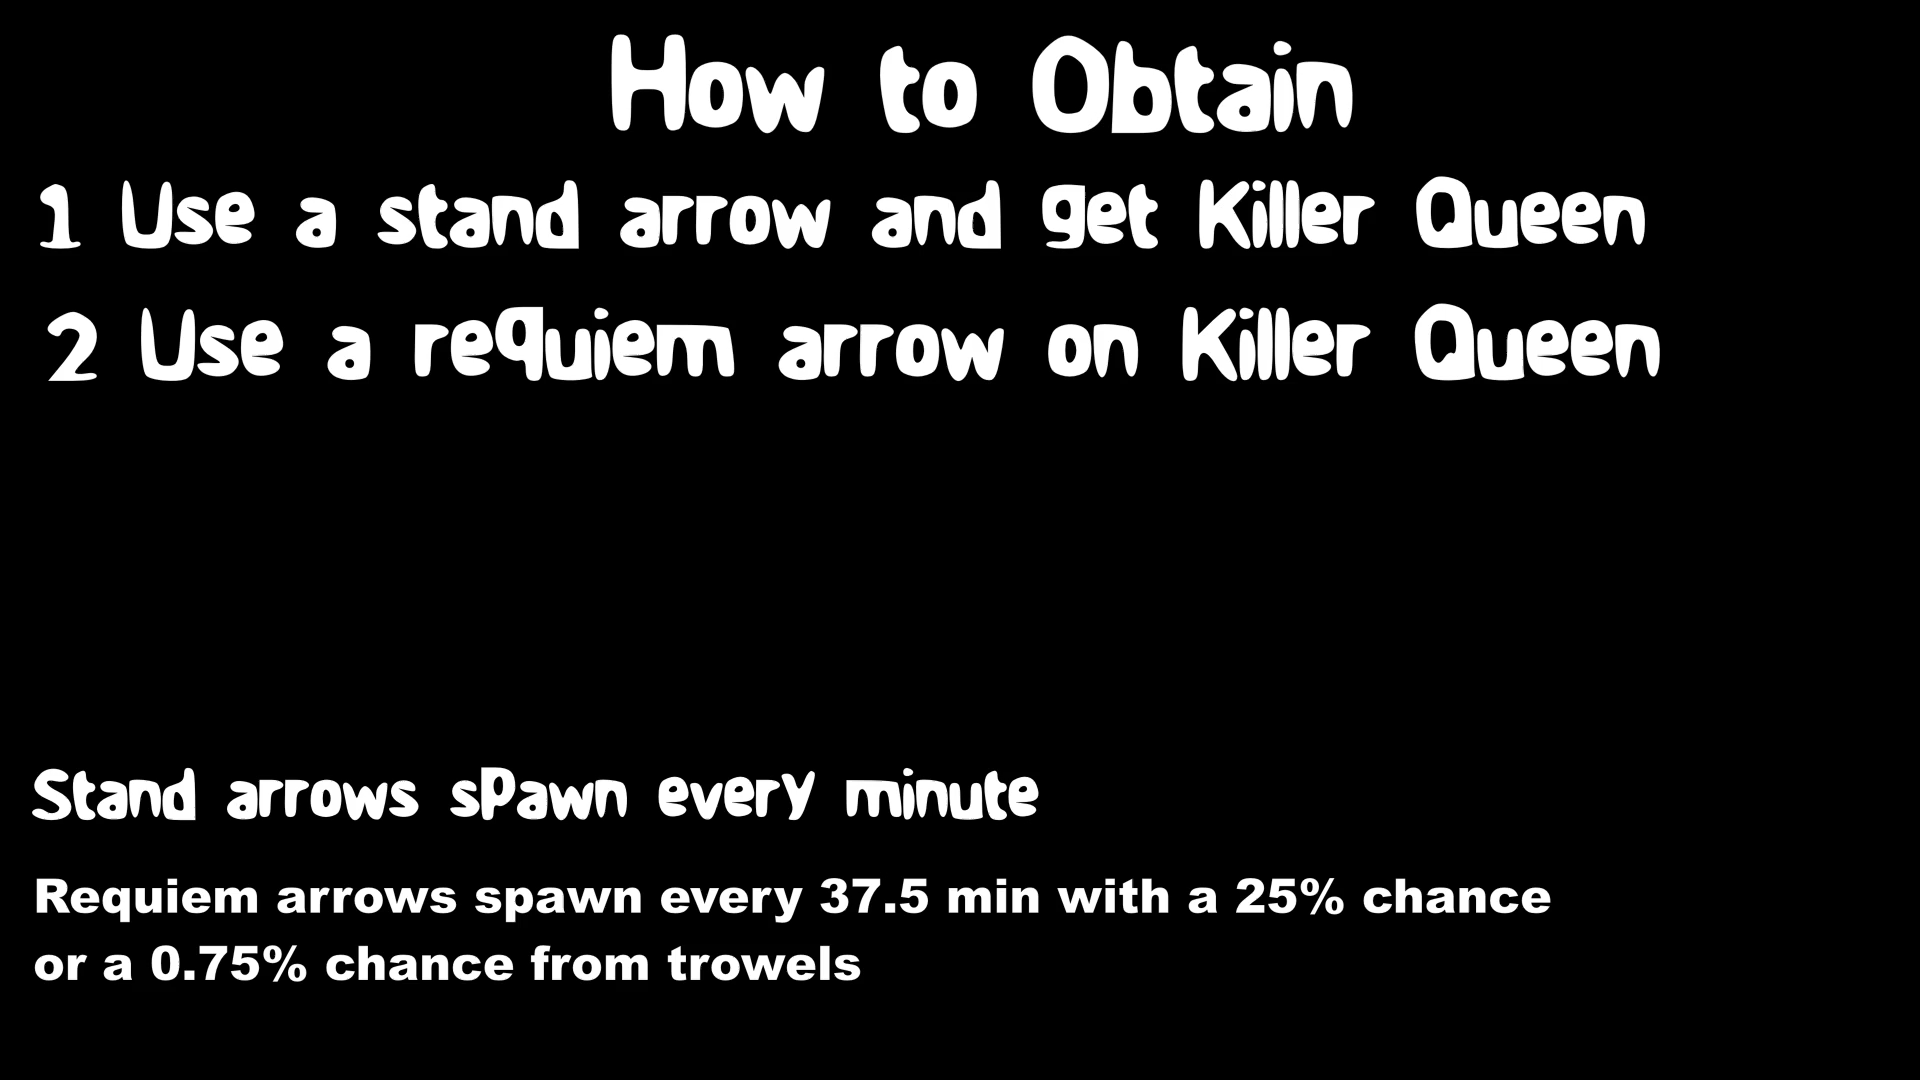 How to Obtain
1 Use a stand arrow and get Killer Queen
2 Use a requiem arrow on Killer Queen
Stand arrows spawn every minute
Requiem arrows spawn every 37.5 min with a 25% chance
or a 0.75% chance from trowels